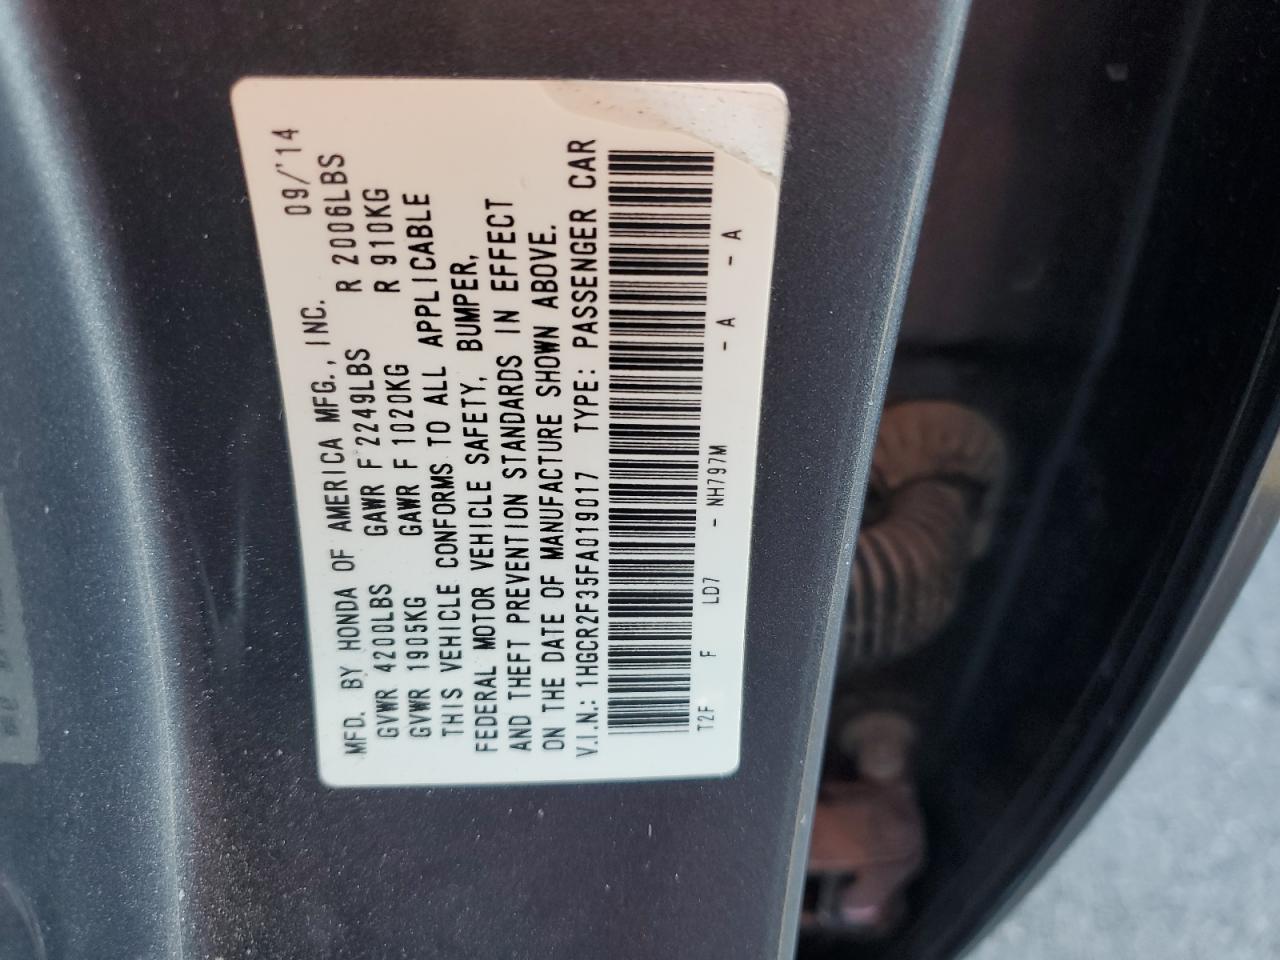 MFD. BY HONDA OF AMERICA MFG., INC. 09/'14
GVWR 4200LBS GAWR F 2249LBS R 2006LBS
GVWR 1905KG GAWR F 1020KG R 910KG
THIS VEHICLE CONFORMS TO ALL APPLICABLE
FEDERAL MOTOR VEHICLE SAFETY, BUMPER,
AND THEFT PREVENTION STANDARDS IN EFFECT
ON THE DATE OF MANUFACTURE SHOWN ABOVE.
V.I.N.: 1HGCR2F35FA019017 TYPE: PASSENGER CAR
T2F F LD7 - NH797M - A - A